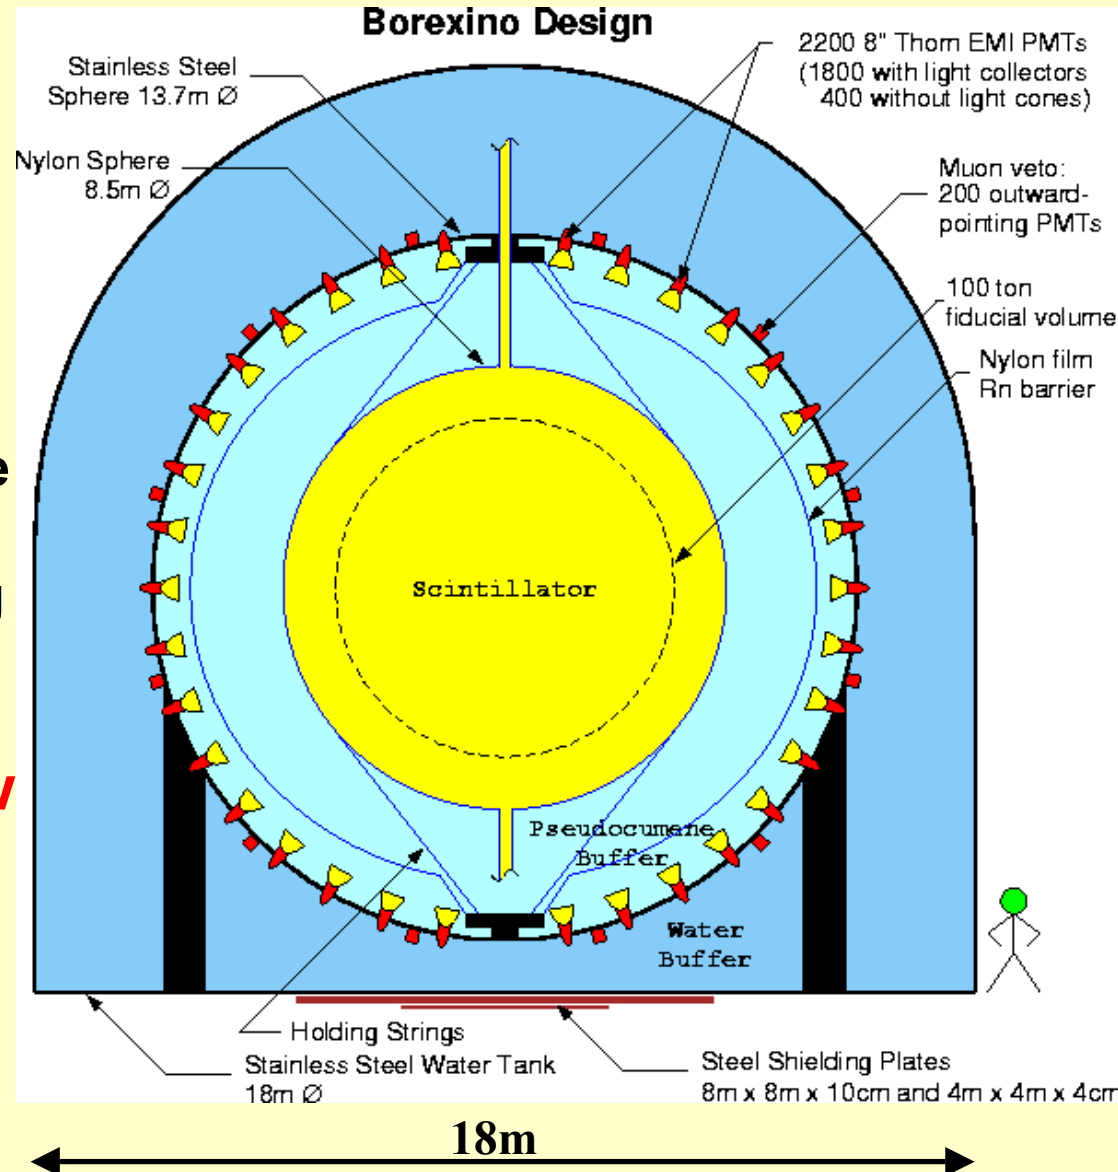 Borexino Design
Stainless Steel
Sphere 13.7m Ø
2200 8" Thorn EMI PMTs
(1800 with light collectors
400 without light cones)
Nylon Sphere
8.5m Ø
Muon veto:
200 outward-
pointing PMTs
100 ton
fiducial volume
Nylon film
Rn barrier
Scintillator
Pseudocumene
Buffer
Water
Buffer
Holding Strings
Stainless Steel Water Tank
18m Ø
Steel Shielding Plates
8m x 8m x 10cm and 4m x 4m x 4cm
18m